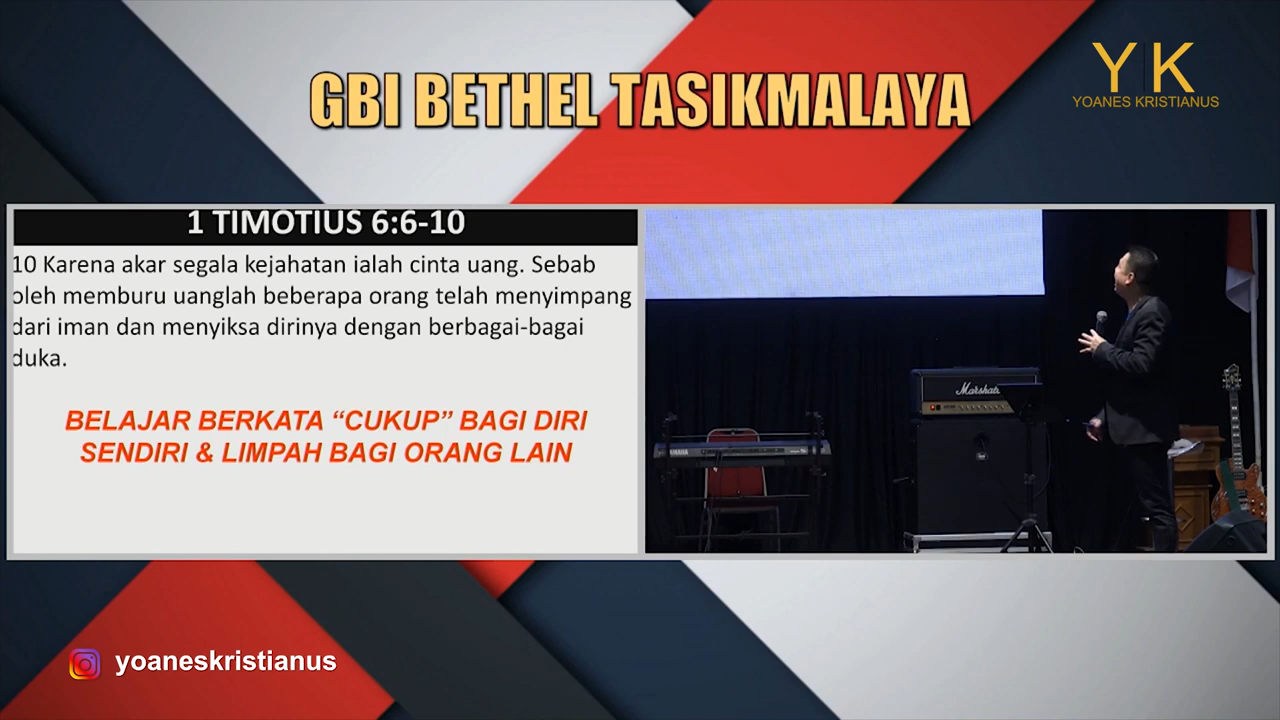 GBI BETHEL TASIKMALAYA
Y K
YOANES KRISTIANUS
1 TIMOTIUS 6:6-10
10 Karena akar segala kejahatan ialah cinta uang. Sebab
oleh memburu uanglah beberapa orang telah menyimpang
dari iman dan menyiksa dirinya dengan berbagai-bagai
duka.
BELAJAR BERKATA “CUKUP” BAGI DIRI
SENDIRI & LIMPAH BAGI ORANG LAIN
Marshall
YAMAHA
yoaneskristianus